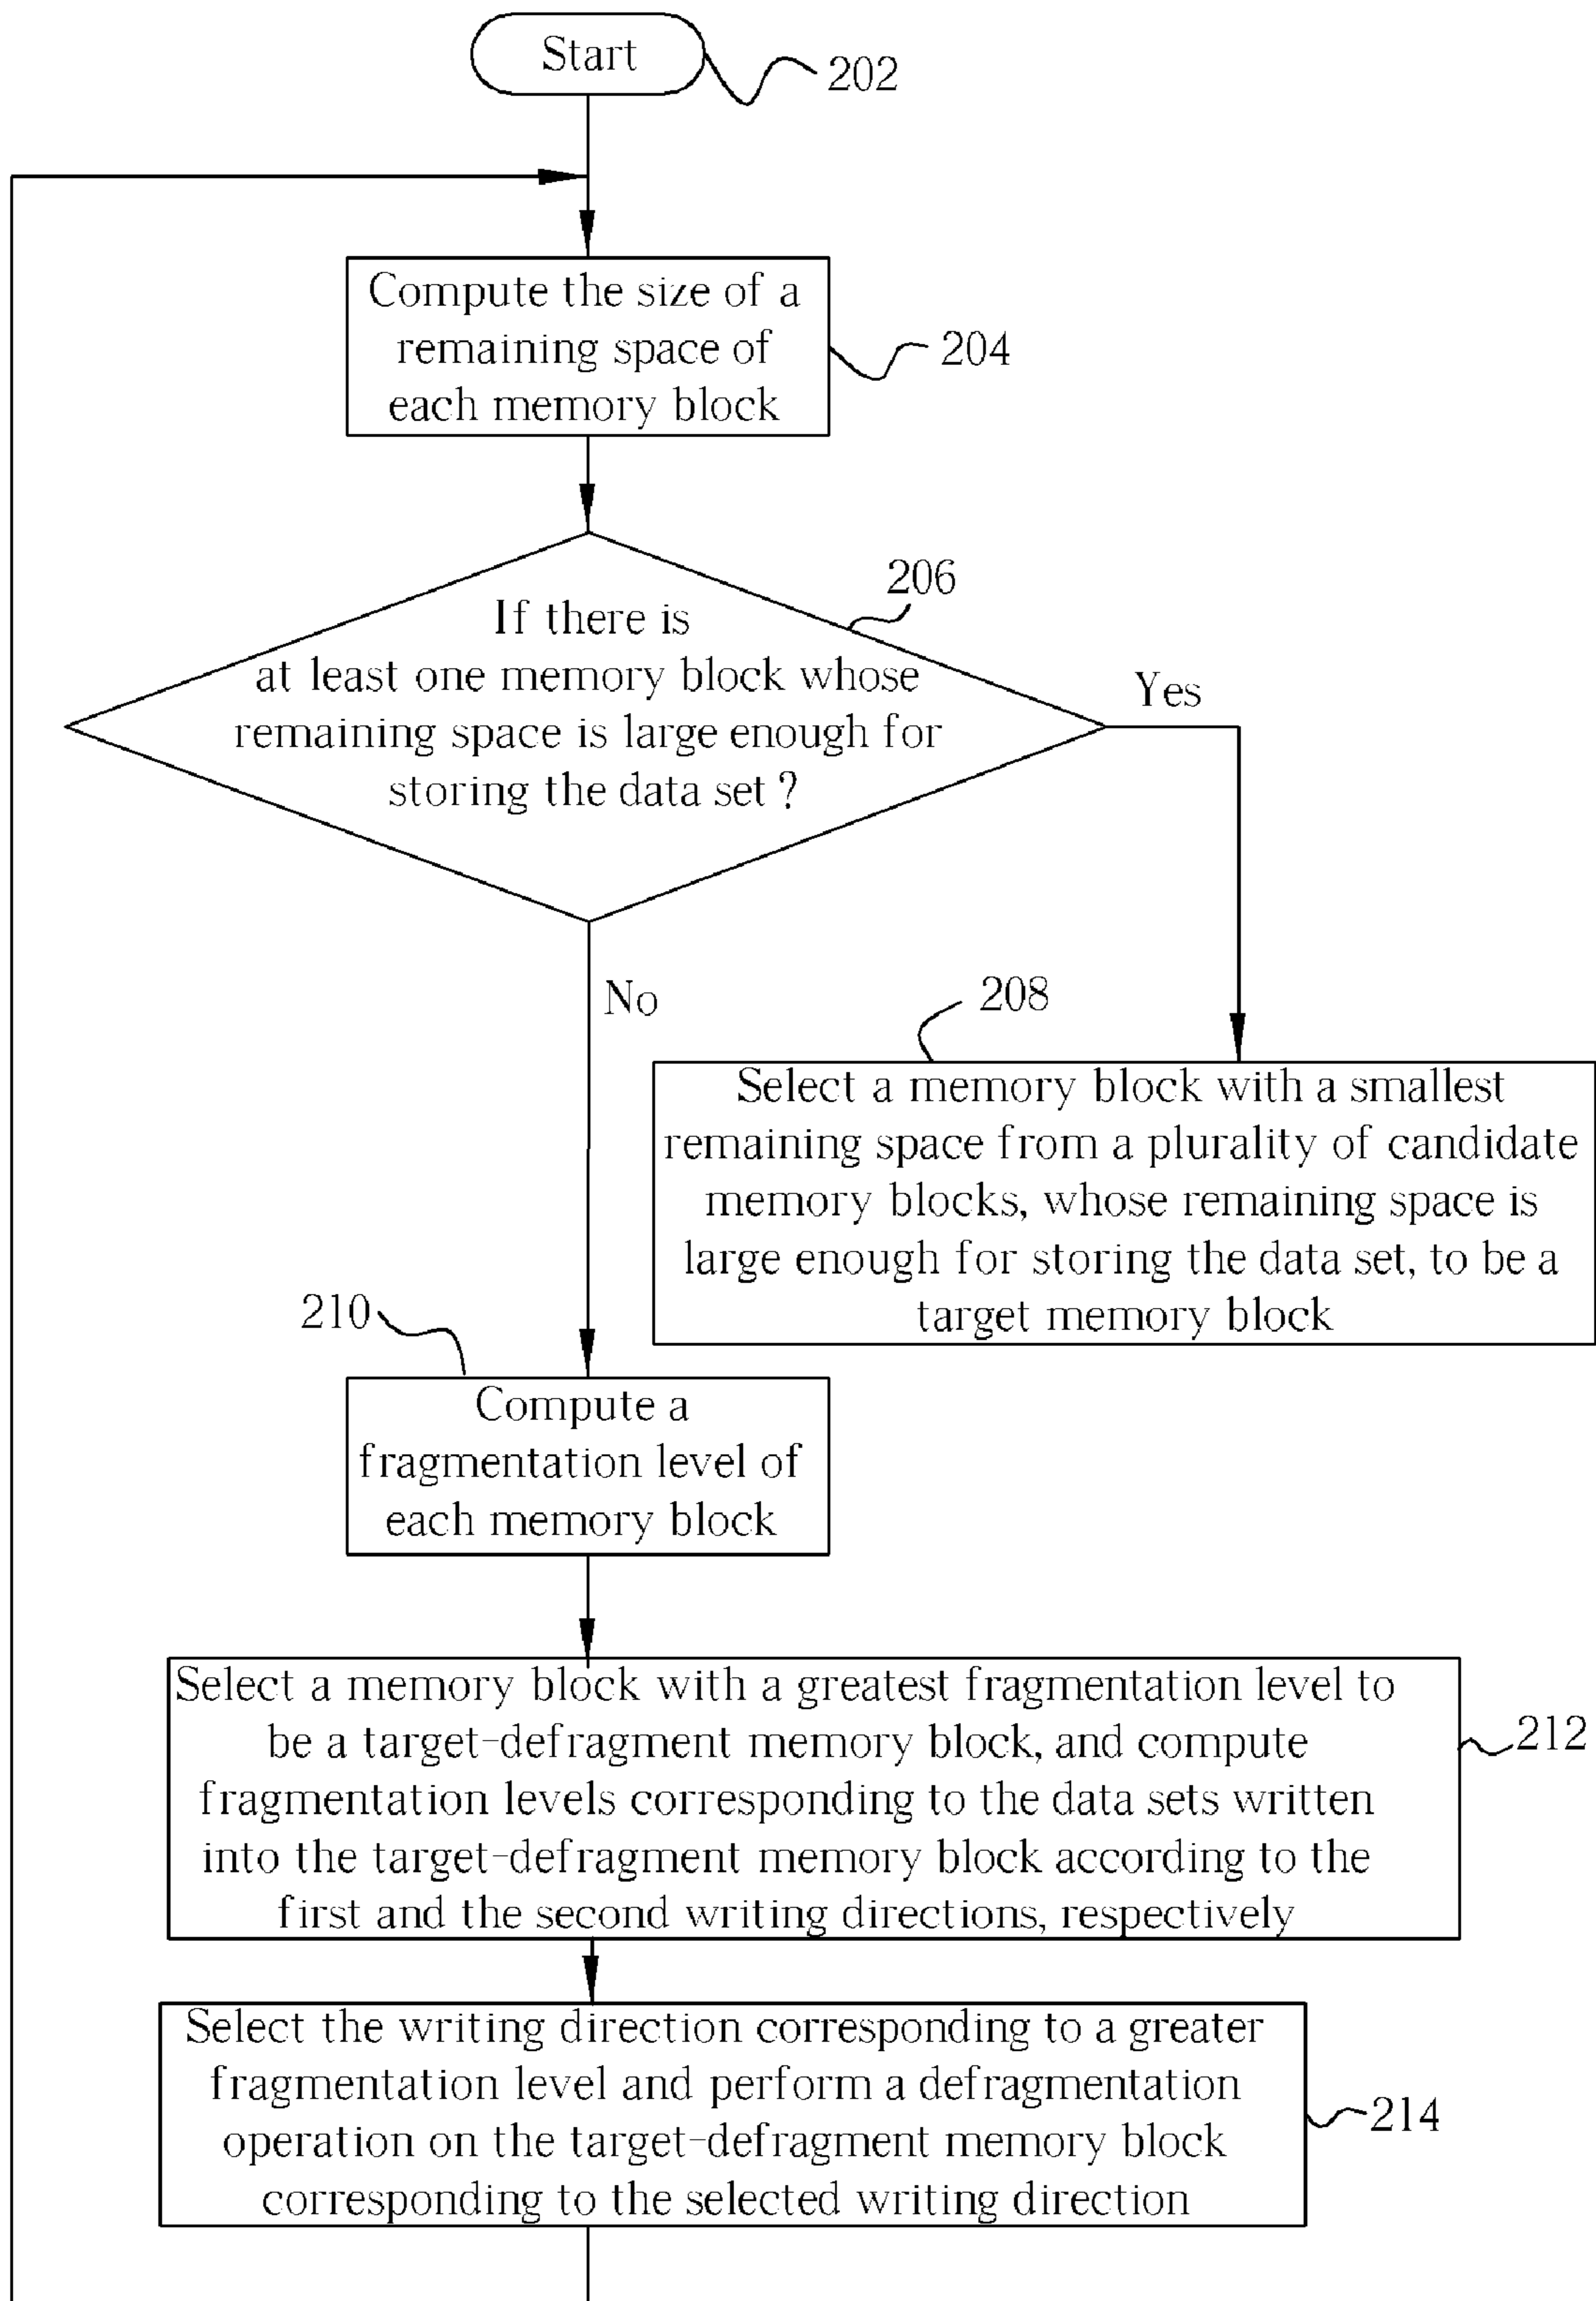 Start
202
Compute the size of a
remaining space of
each memory block
204
206
If there is
at least one memory block whose
remaining space is large enough for
storing the data set ?
Yes
No
208
Select a memory block with a smallest
remaining space from a plurality of candidate
memory blocks, whose remaining space is
large enough for storing the data set, to be a
target memory block
210
Compute a
fragmentation level of
each memory block
Select a memory block with a greatest fragmentation level to
be a target-defragment memory block, and compute
fragmentation levels corresponding to the data sets written
into the target-defragment memory block according to the
first and the second writing directions, respectively
212
Select the writing direction corresponding to a greater
fragmentation level and perform a defragmentation
operation on the target-defragment memory block
corresponding to the selected writing direction
214